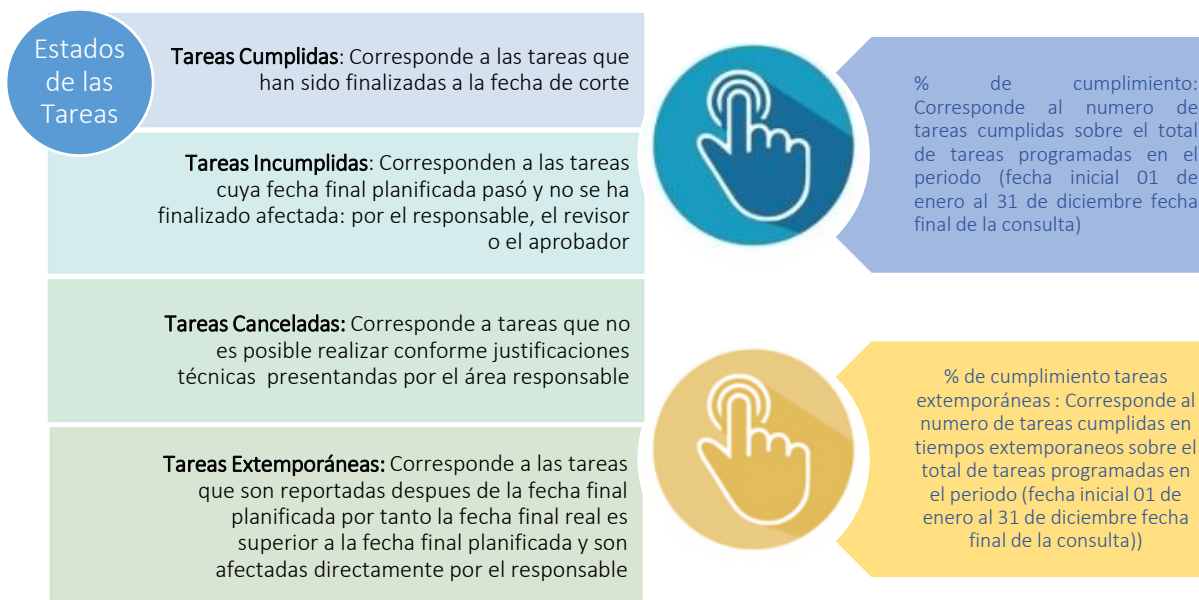 Estados
de las
Tareas
Tareas Cumplidas: Corresponde a las tareas que
han sido finalizadas a la fecha de corte
Tareas Incumplidas: Corresponden a las tareas
cuya fecha final planificada pasó y no se ha
finalizado afectada: por el responsable, el revisor
o el aprobador
Tareas Canceladas: Corresponde a tareas que no
es posible realizar conforme justificaciones
técnicas presentandas por el área responsable
Tareas Extemporáneas: Corresponde a las tareas
que son reportadas despues de la fecha final
planificada por tanto la fecha final real es
superior a la fecha final planificada y son
afectadas directamente por el responsable
% de cumplimiento:
Corresponde al numero de
tareas cumplidas sobre el total
de tareas programadas en el
periodo (fecha inicial 01 de
enero al 31 de diciembre fecha
final de la consulta)
% de cumplimiento tareas
extemporáneas : Corresponde al
numero de tareas cumplidas en
tiempos extemporaneos sobre el
total de tareas programadas en
el periodo (fecha inicial 01 de
enero al 31 de diciembre fecha
final de la consulta))